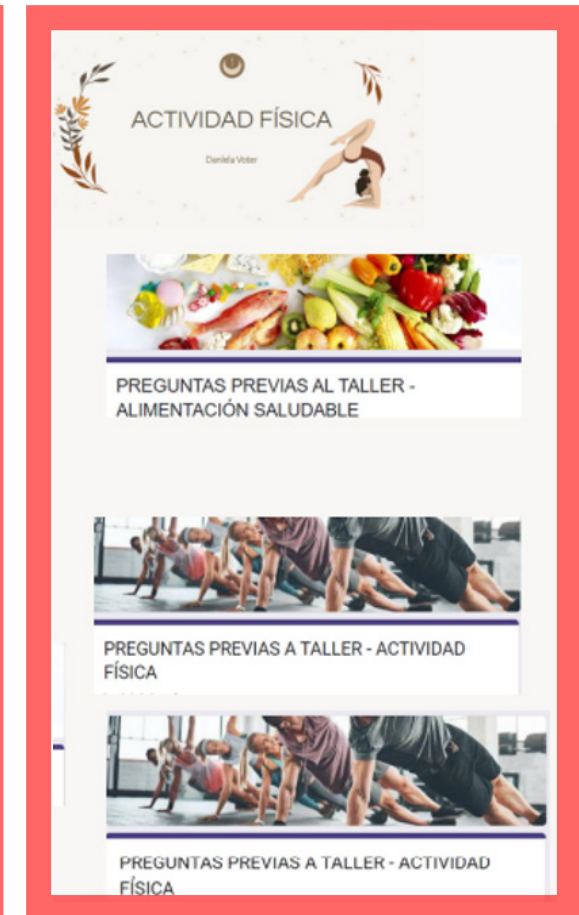 ACTIVIDAD FÍSICA
Daniela Voter
PREGUNTAS PREVIAS AL TALLER -
ALIMENTACIÓN SALUDABLE
PREGUNTAS PREVIAS A TALLER - ACTIVIDAD
FÍSICA
PREGUNTAS PREVIAS A TALLER - ACTIVIDAD
FÍSICA